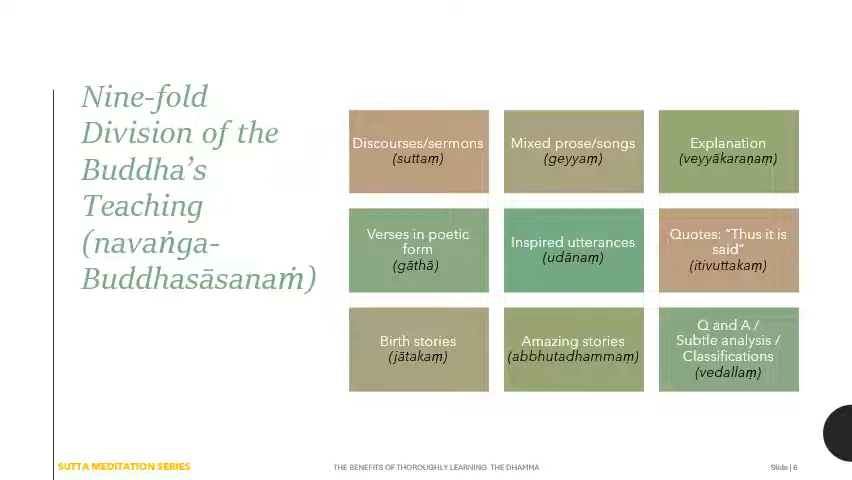 Nine-fold
Division of the
Buddha's
Teaching
(navaṅga-
Buddhasāsanaṁ)
Discourses/sermons
(suttaṃ)
Mixed prose/songs
(geyyaṃ)
Explanation
(veyyākaraṇaṃ)
Verses in poetic
form
(gāthā)
Inspired utterances
(udānaṃ)
Quotes: "Thus it is
said"
(itivuttakaṃ)
Birth stories
(jātakaṃ)
Amazing stories
(abbhutadhammaṃ)
Q and A /
Subtle analysis /
Classifications
(vedallaṃ)
SUTTA MEDITATION SERIES
THE BENEFITS OF THOROUGHLY LEARNING THE DHAMMA
Slide | 6